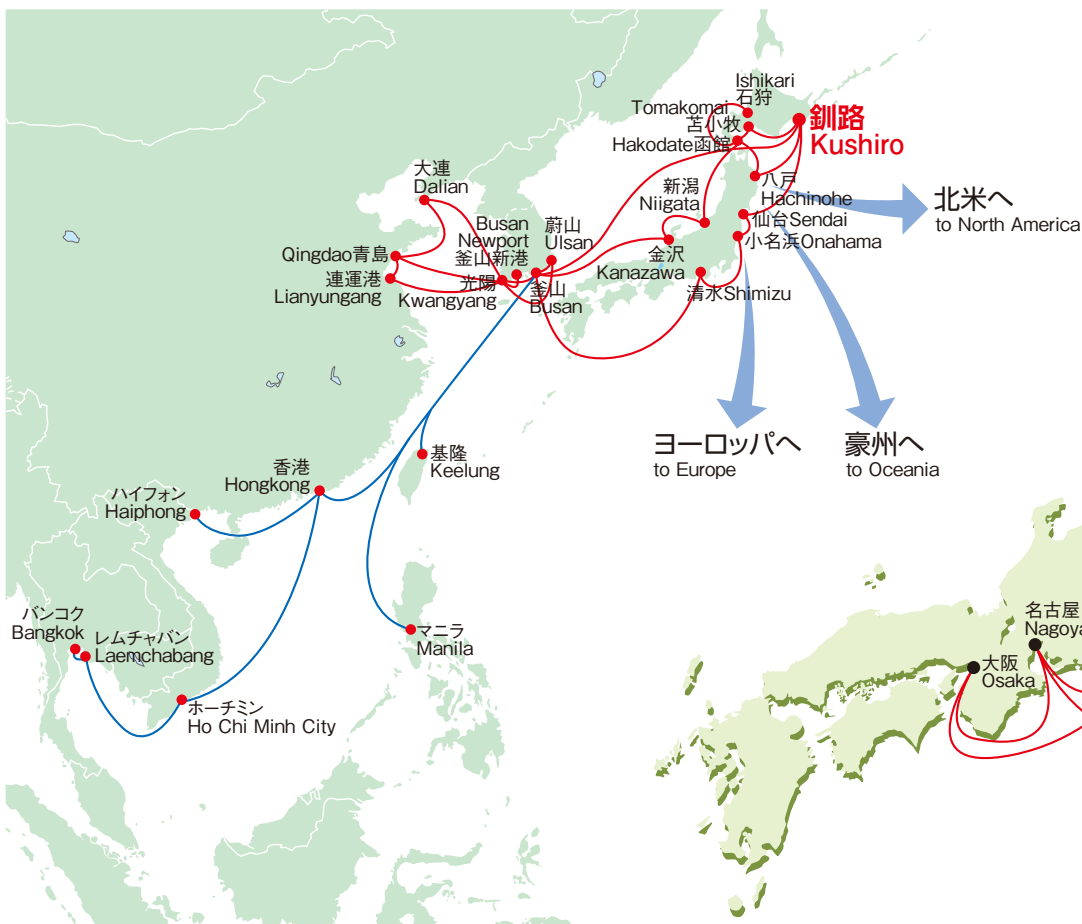 Ishikari
石狩
Tomakomai
苫小牧
Hakodate函館
釧路
Kushiro
八戸
Hachinohe
仙台Sendai
小名浜Onahama
北米へ
to North America
大連
Dalian
新潟
Niigata
Busan
Newport
釜山新港
蔚山
Ulsan
Qingdao青島
連運港
Lianyungang
光陽
Kwangyang
釜山
Busan
金沢
Kanazawa
清水Shimizu
ヨーロッパへ
to Europe
豪州へ
to Oceania
基隆
Keelung
香港
Hongkong
ハイフォン
Haiphong
バンコク
Bangkok
レムチャバン
Laemchabang
マニラ
Manila
ホーチミン
Ho Chi Minh City
名古屋
Nagoya
大阪
Osaka